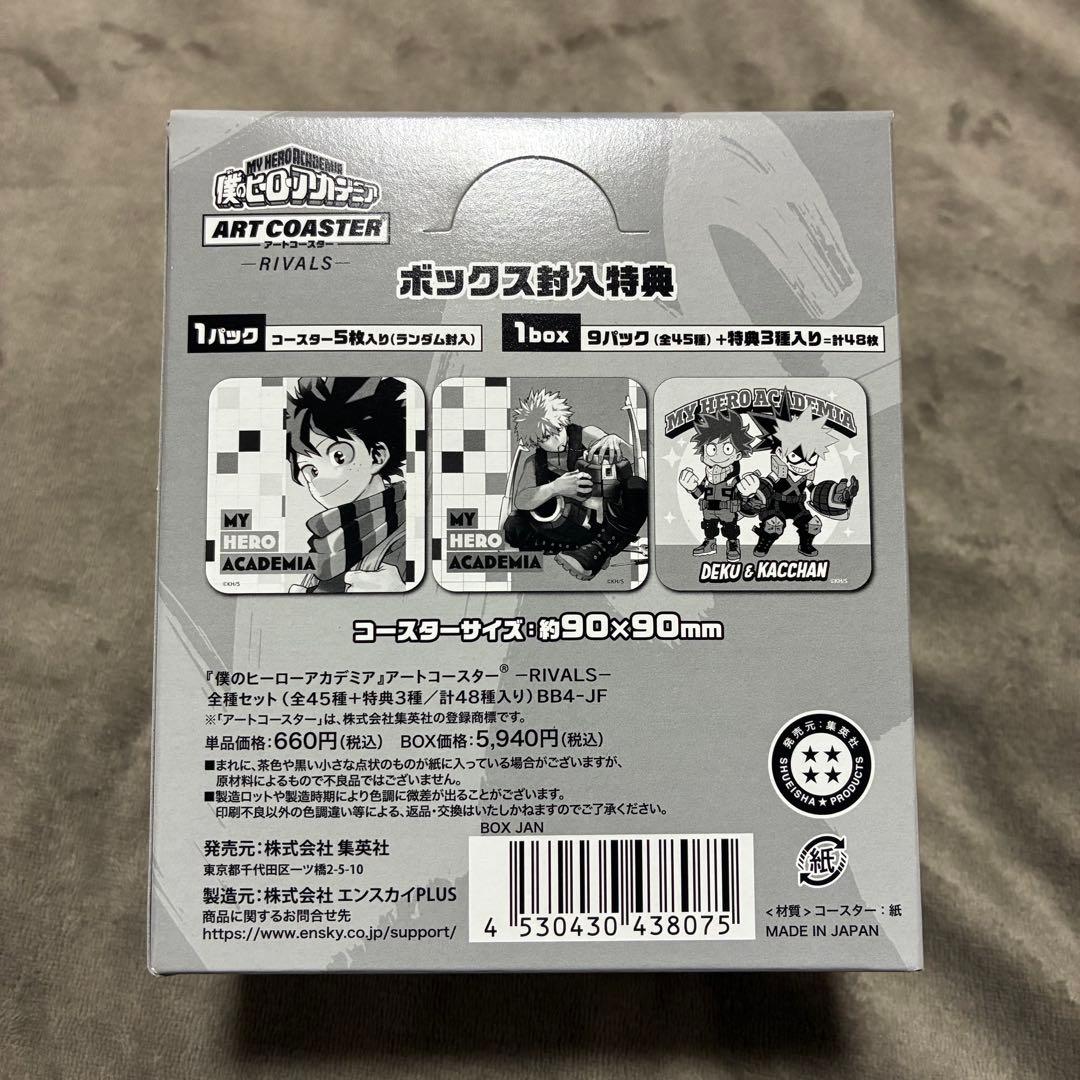 MY HERO ACADEMIA
僕のヒーローアカデミア
ART COASTER
アートコースター
—RIVALS—
ボックス封入特典
1パック コースター5枚入り(ランダム封入)
1box 9パック(全45種)+特典3種入り=計48枚
MY
HERO
ACADEMIA
©KH/S
MY
HERO
ACADEMIA
©KH/S
MY HERO ACADEMIA
DEKU & KACCHAN
©KH/S
コースターサイズ:約90×90mm
『僕のヒーローアカデミア』アートコースター® —RIVALS—
全種セット(全45種+特典3種/計48種入り)BB4-JF
※「アートコースター」は、株式会社集英社の登録商標です。
単品価格:660円(税込) BOX価格:5,940円(税込)
■まれに、茶色や黒い小さな点状のものが紙に入っている場合がございますが、
原材料によるもので不良品ではございません。
■製造ロットや製造時期により色調に微差が出ることがございます。
印刷不良以外の色調違い等による、返品・交換はいたしかねますのでご了承ください。
BOX JAN
4 530430 438075
発売元:株式会社 集英社
東京都千代田区一ツ橋2-5-10
製造元:株式会社 エンスカイPLUS
商品に関するお問合せ先
https://www.ensky.co.jp/support/
発売元:集英社
SHUEISHA★PRODUCTS
紙
<材質>コースター:紙
MADE IN JAPAN